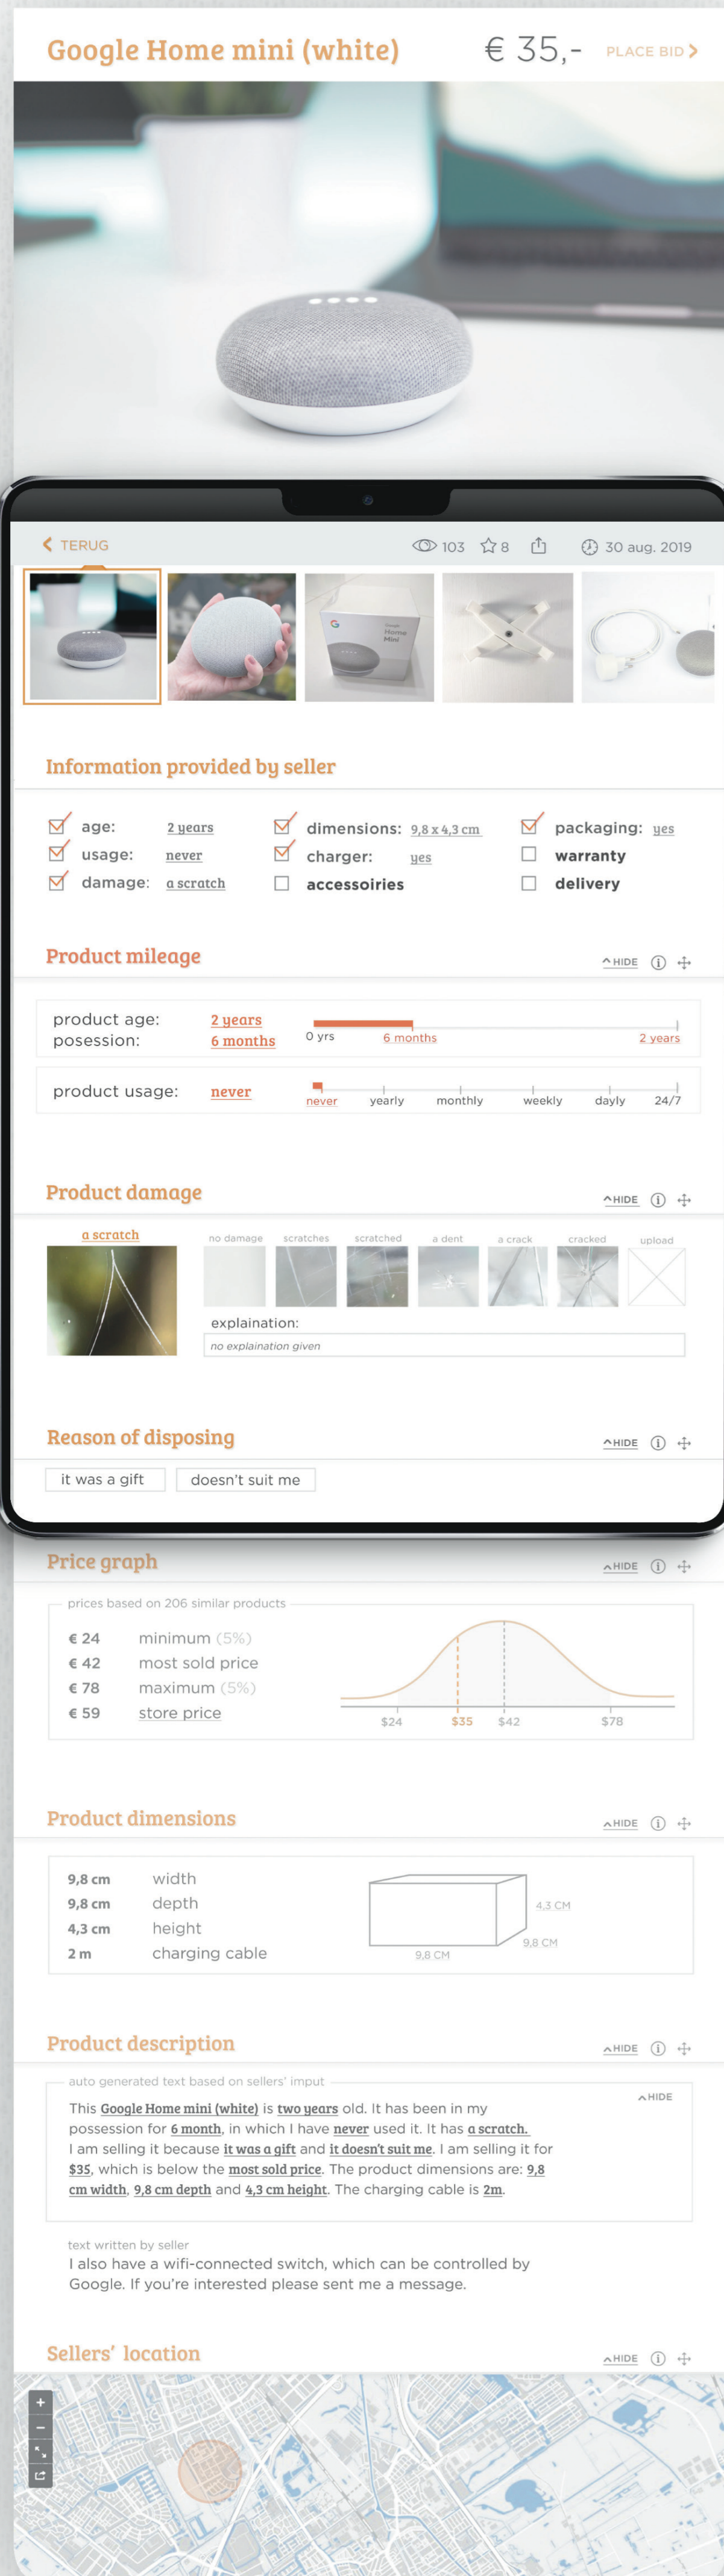 Google Home mini (white)
€ 35,-
PLACE BID
TERUG
103
8
30 aug. 2019
G
Google
Home
Mini
Information provided by seller
age: 2 years
dimensions: 9,8 x 4,3 cm
packaging: yes
usage: never
charger: yes
warranty
damage: a scratch
accessoiries
delivery
Product mileage
HIDE
product age: 2 years
posession: 6 months
0 yrs
6 months
2 years
product usage: never
never
yearly
monthly
weekly
dayly
24/7
Product damage
HIDE
a scratch
no damage
scratches
scratched
a dent
a crack
cracked
upload
explaination:
no explaination given
Reason of disposing
HIDE
it was a gift
doesn't suit me
Price graph
HIDE
prices based on 206 similar products
€ 24 minimum (5%)
€ 42 most sold price
€ 78 maximum (5%)
€ 59 store price
$24
$35
$42
$78
Product dimensions
HIDE
9,8 cm width
9,8 cm depth
4,3 cm height
2 m charging cable
4,3 CM
9,8 CM
9,8 CM
Product description
HIDE
auto generated text based on sellers' imput
HIDE
This Google Home mini (white) is two years old. It has been in my
possession for 6 month, in which I have never used it. It has a scratch.
I am selling it because it was a gift and it doesn't suit me. I am selling it for
$35, which is below the most sold price. The product dimensions are: 9,8
cm width, 9,8 cm depth and 4,3 cm height. The charging cable is 2m.
text written by seller
I also have a wifi-connected switch, which can be controlled by
Google. If you're interested please sent me a message.
Sellers' location
HIDE